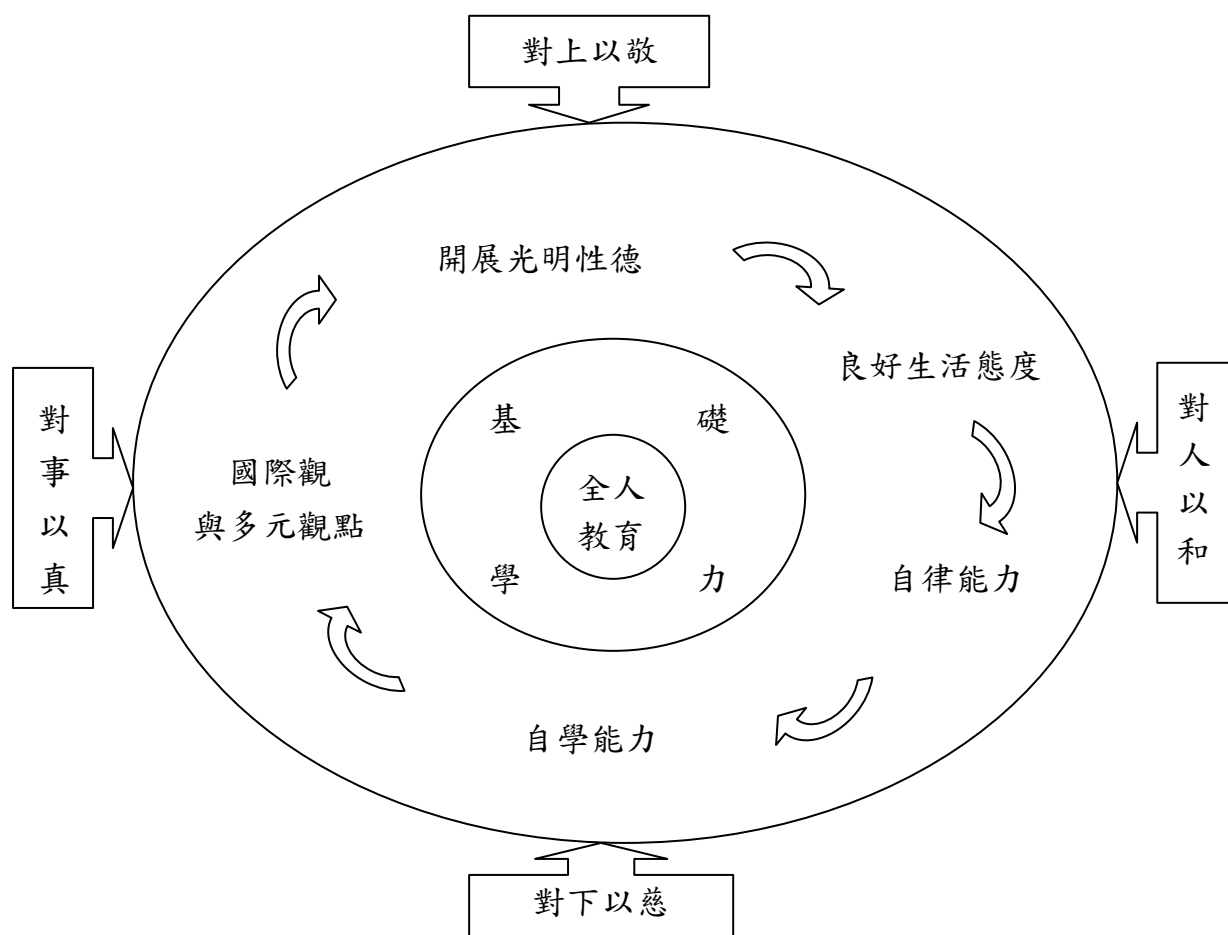 對上以敬
開展光明性德
良好生活態度
對事以真
對人以和
基礎
國際觀
與多元觀點
全人
教育
學力
自律能力
自學能力
對下以慈